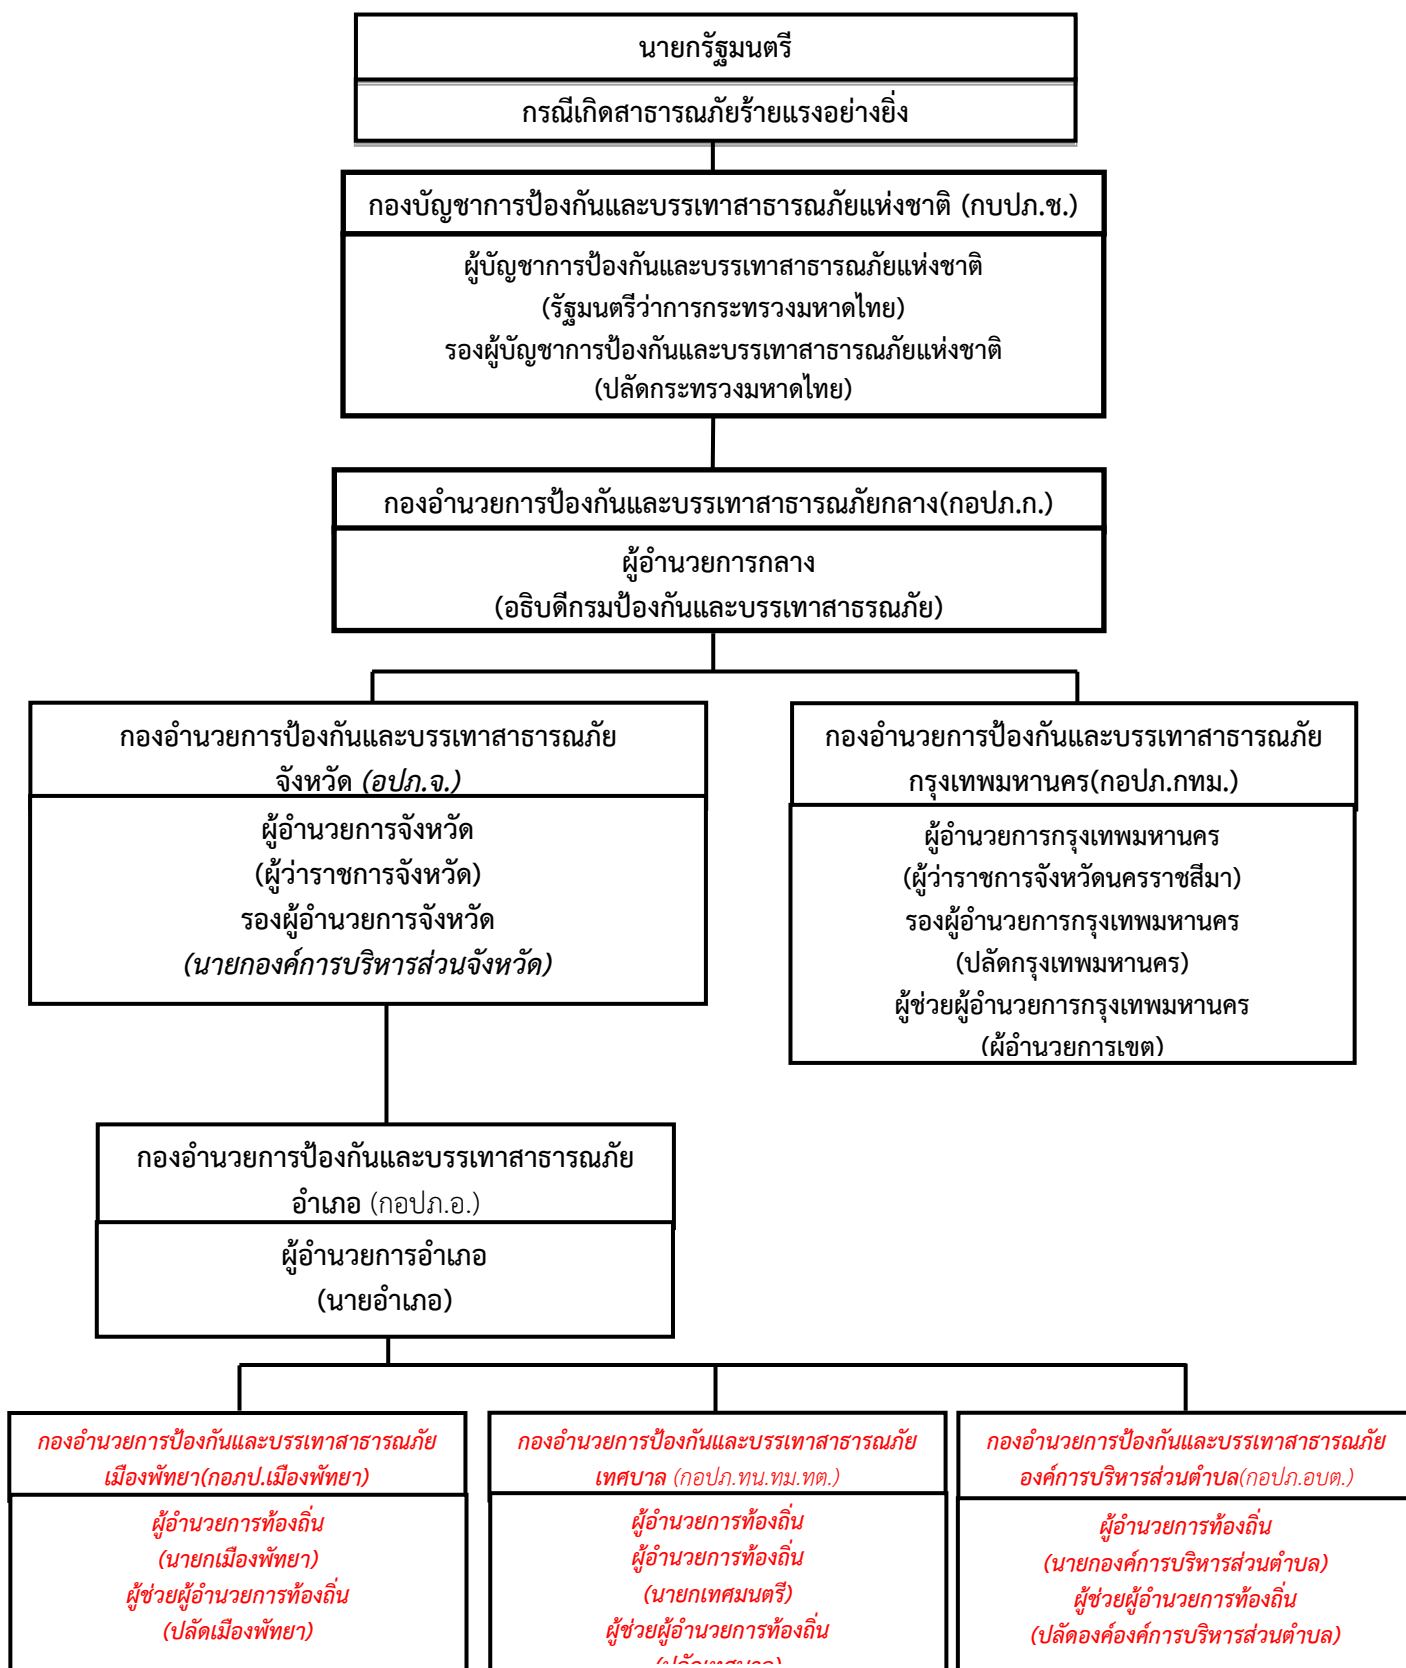 นายกรัฐมนตรี
กรณีเกิดสาธารณภัยร้ายแรงอย่างยิ่ง
กองบัญชาการป้องกันและบรรเทาสาธารณภัยแห่งชาติ (กบปภ.ช.)
ผู้บัญชาการป้องกันและบรรเทาสาธารณภัยแห่งชาติ
(รัฐมนตรีว่าการกระทรวงมหาดไทย)
รองผู้บัญชาการป้องกันและบรรเทาสาธารณภัยแห่งชาติ
(ปลัดกระทรวงมหาดไทย)
กองอำนวยการป้องกันและบรรเทาสาธารณภัยกลาง(กอปภ.ก.)
ผู้อำนวยการกลาง
(อธิบดีกรมป้องกันและบรรเทาสาธรณภัย)
กองอำนวยการป้องกันและบรรเทาสาธารณภัย
จังหวัด (อปภ.จ.)
ผู้อำนวยการจังหวัด
(ผู้ว่าราชการจังหวัด)
รองผู้อำนวยการจังหวัด
(นายกองค์การบริหารส่วนจังหวัด)
กองอำนวยการป้องกันและบรรเทาสาธารณภัย
กรุงเทพมหานคร(กอปภ.กทม.)
ผู้อำนวยการกรุงเทพมหานคร
(ผู้ว่าราชการจังหวัดนครราชสีมา)
รองผู้อำนวยการกรุงเทพมหานคร
(ปลัดกรุงเทพมหานคร)
ผู้ช่วยผู้อำนวยการกรุงเทพมหานคร
(ผู้อำนวยการเขต)
กองอำนวยการป้องกันและบรรเทาสาธารณภัย
อำเภอ (กอปภ.อ.)
ผู้อำนวยการอำเภอ
(นายอำเภอ)
กองอำนวยการป้องกันและบรรเทาสาธารณภัย
เมืองพัทยา(กอภป.เมืองพัทยา)
ผู้อำนวยการท้องถิ่น
(นายกเมืองพัทยา)
ผู้ช่วยผู้อำนวยการท้องถิ่น
(ปลัดเมืองพัทยา)
กองอำนวยการป้องกันและบรรเทาสาธารณภัย
เทศบาล (กอปภ.ทน.ทม.ทต.)
ผู้อำนวยการท้องถิ่น
ผู้อำนวยการท้องถิ่น
(นายกเทศมนตรี)
ผู้ช่วยผู้อำนวยการท้องถิ่น
(ปลัดเทศบาล)
กองอำนวยการป้องกันและบรรเทาสาธารณภัย
องค์การบริหารส่วนตำบล(กอปภ.อบต.)
ผู้อำนวยการท้องถิ่น
(นายกองค์การบริหารส่วนตำบล)
ผู้ช่วยผู้อำนวยการท้องถิ่น
(ปลัดองค์องค์การบริหารส่วนตำบล)